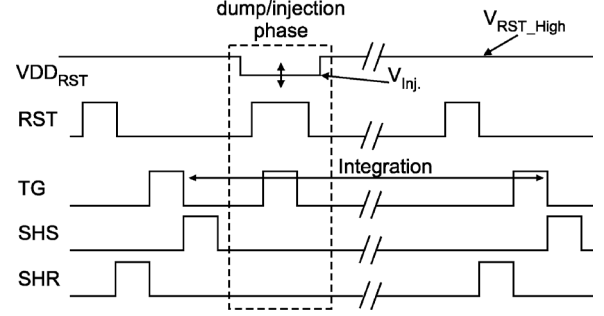 dump/injection
phase
V_RST_High
VDD_RST
V_Inj.
RST
Integration
TG
SHS
SHR